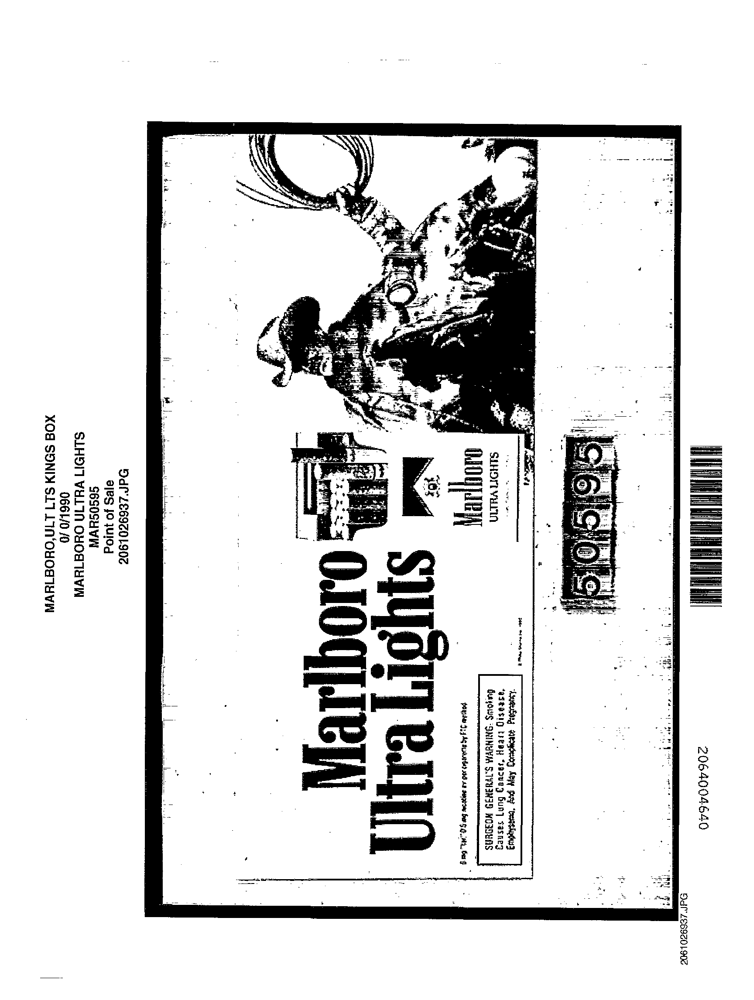 MARLBORO,ULT LTS KINGS BOX
0/ 0/1990
MARLBORO ULTRA LIGHTS
MAR50595
Point of Sale
2061026937.JPG
Marlboro
Ultra Lights
Marlboro
ULTRA LIGHTS
6 mg "tar," 0.5 mg nicotine av per cigarette by FTC method
SURGEON GENERAL'S WARNING: Smoking
Causes Lung Cancer, Heart Disease,
Emphysema, And May Complicate Pregnancy.
50595
2064004640
2061026937.JPG